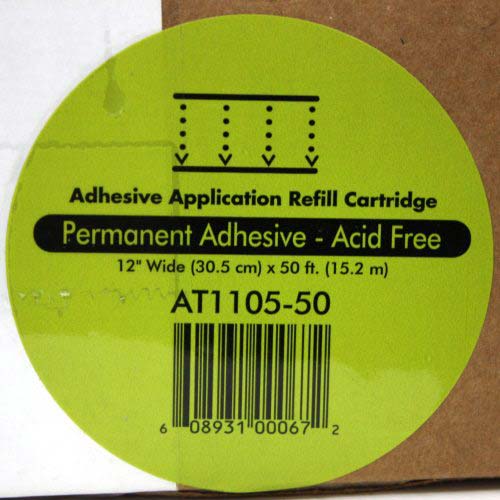 Adhesive Application Refill Cartridge
Permanent Adhesive - Acid Free
12" Wide (30.5 cm) x 50 ft. (15.2 m)
AT1105-50
6 08931 00067 2